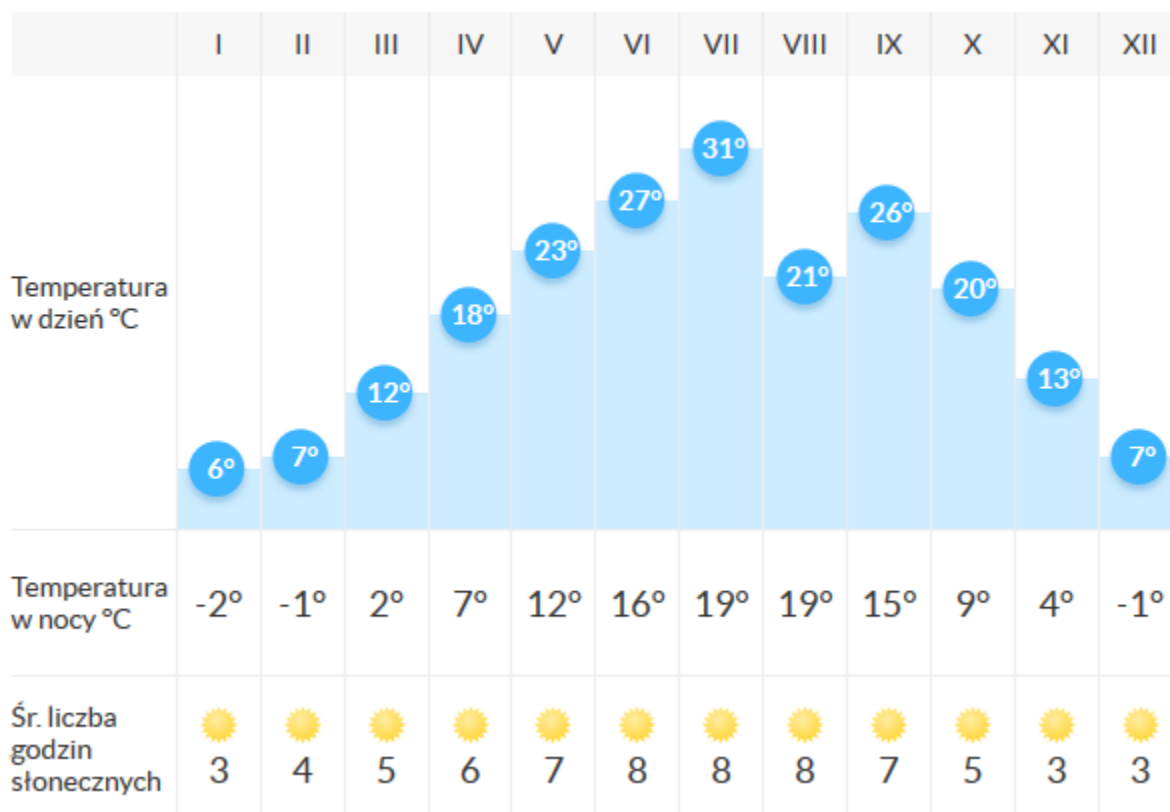 I II III IV V VI VII VIII IX X XI XII
Temperatura
w dzień °C
6° 7° 12° 18° 23° 27° 31° 21° 26° 20° 13° 7°
Temperatura
w nocy °C
-2° -1° 2° 7° 12° 16° 19° 19° 15° 9° 4° -1°
Śr. liczba
godzin
słonecznych
3 4 5 6 7 8 8 8 7 5 3 3